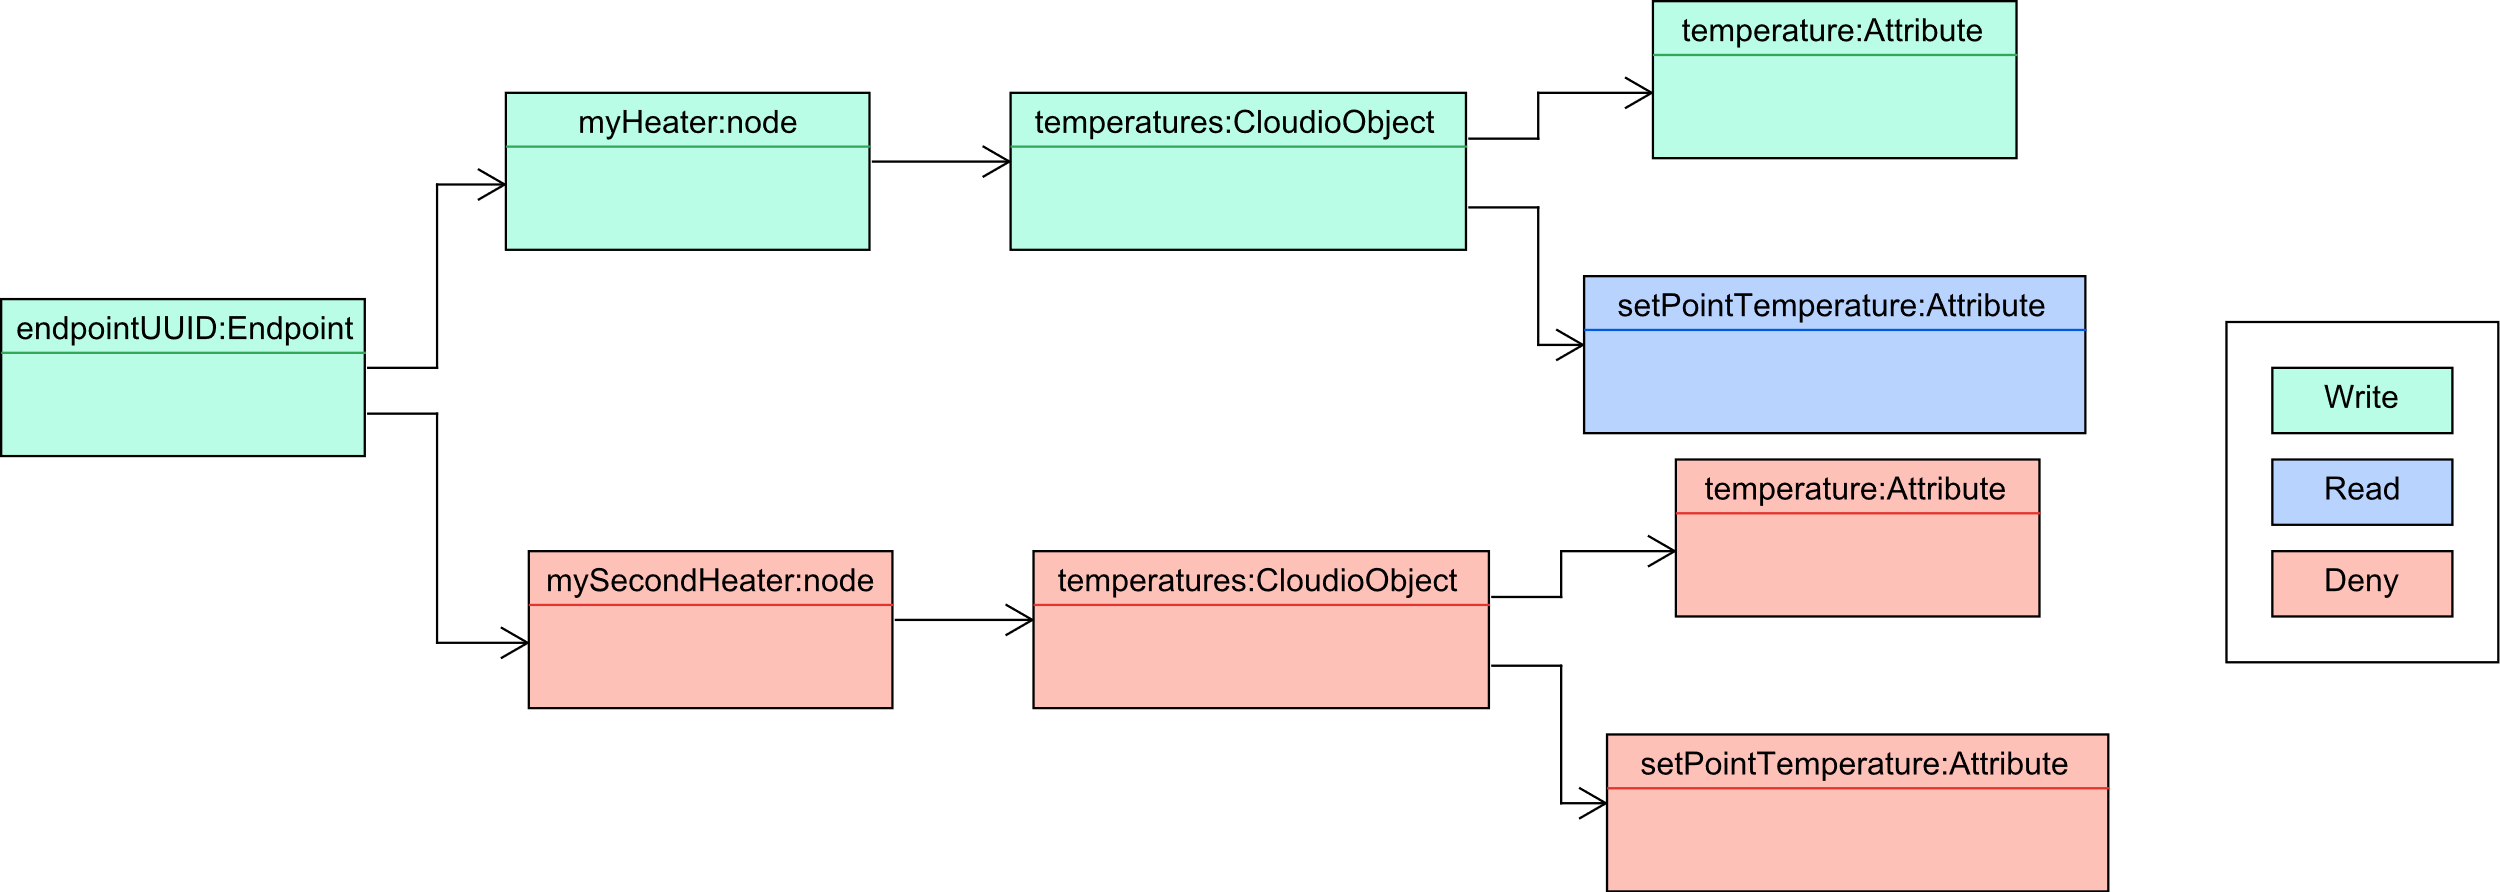 temperature:Attribute
myHeater:node
temperatures:CloudioObject
setPointTemperature:Attribute
endpointUUID:Endpoint
Write
temperature:Attribute
Read
mySecondHeater:node
temperatures:CloudioObject
Deny
setPointTemperature:Attribute